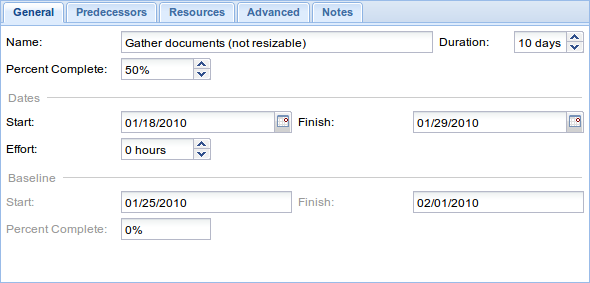 General Predecessors Resources Advanced Notes
Name: Gather documents (not resizable) Duration: 10 days
Percent Complete: 50%
Dates
Start: 01/18/2010 Finish: 01/29/2010
Effort: 0 hours
Baseline
Start: 01/25/2010 Finish: 02/01/2010
Percent Complete: 0%